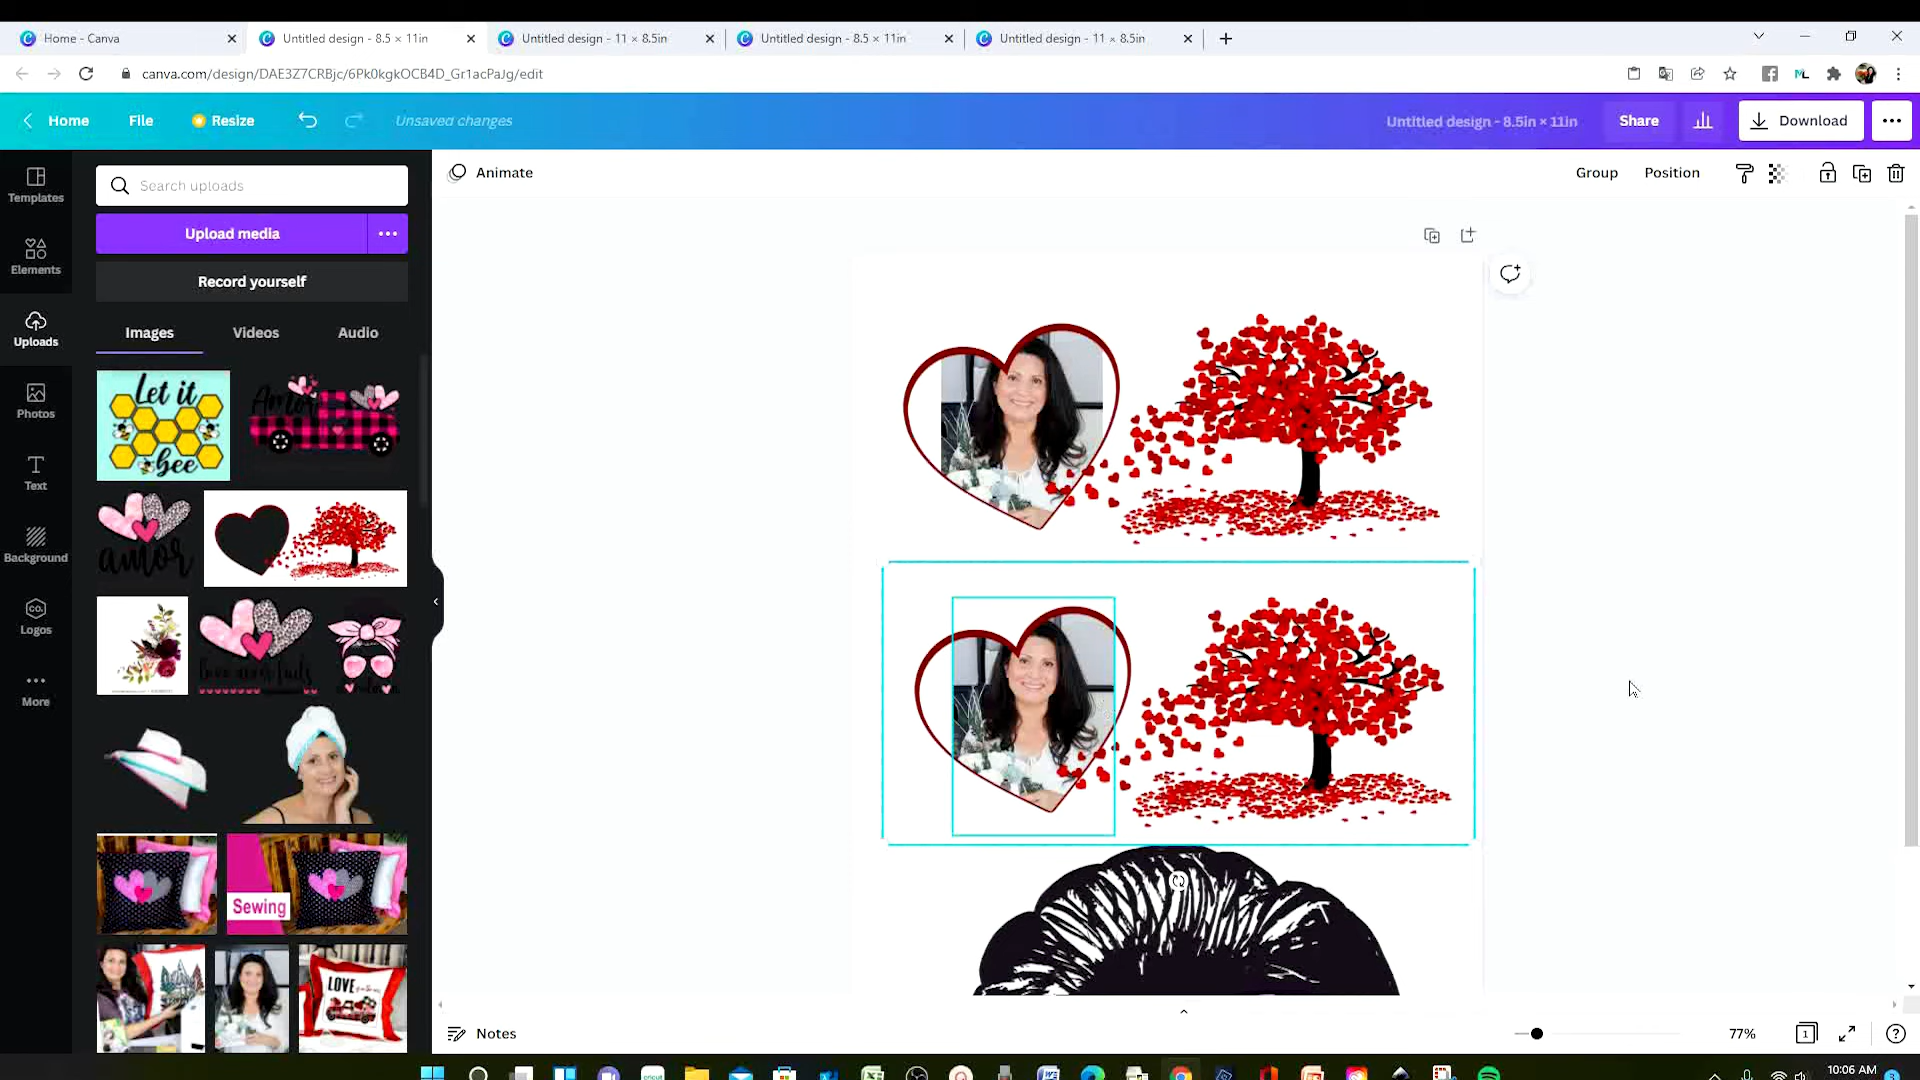 Home - Canva
Untitled design - 8.5 × 11in
Untitled design - 11 × 8.5in
Untitled design - 8.5 × 11in
Untitled design - 11 × 8.5in
canva.com/design/DAE3Z7CRBjc/6Pk0kgkOCB4D_Gr1acPaJg/edit
Home
File
Resize
Unsaved changes
Untitled design - 8.5in × 11in
Share
Download
Templates
Search uploads
Animate
Group
Position
Upload media
Elements
Record yourself
Uploads
Images
Videos
Audio
Let it
bee
Amor
Photos
Text
amor
Background
Logos
co.
More
Sewing
LOVE
Notes
77%
1
10:06 AM